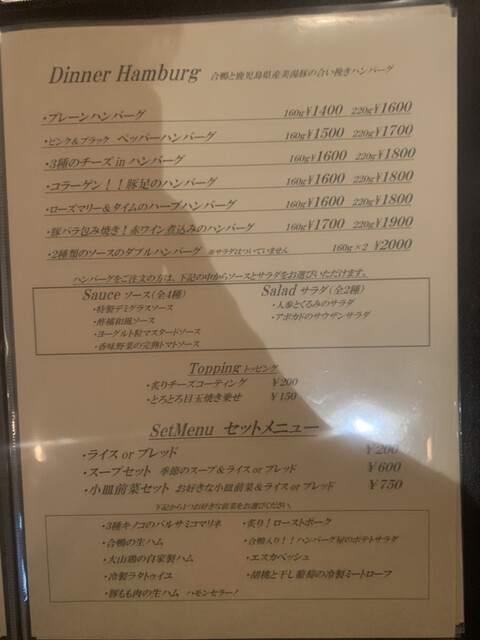 Dinner Hamburg 合鴨と鹿児島県産美湯豚の合い挽きハンバーグ
・プレーンハンバーグ 160g¥1400 220g¥1600
・ピンク&ブラック ペッパーハンバーグ 160g¥1500 220g¥1700
・3種のチーズ in ハンバーグ 160g¥1600 220g¥1800
・コラーゲン!!豚足のハンバーグ 160g¥1600 220g¥1800
・ローズマリー&タイムのハーブハンバーグ 160g¥1600 220g¥1800
・豚バラ包み焼き!赤ワイン煮込みのハンバーグ 160g¥1700 220g¥1900
・2種類のソースのダブルハンバーグ ※サラダはついていません 160g×2 ¥2000
ハンバーグをご注文の方は、下記の中からソースとサラダをお選びいただけます。
Sauce ソース(全4種)
・特製デミグラスソース
・酢橘和風ソース
・ヨーグルト粒マスタードソース
・香味野菜の完熟トマトソース
Salad サラダ(全2種)
・人参とくるみのサラダ
・アボカドのサウザンサラダ
Topping トッピング
・炙りチーズコーティング ¥200
・とろとろ目玉焼き乗せ ¥150
SetMenu セットメニュー
・ライス or ブレッド ¥200
・スープセット 季節のスープ&ライス or ブレッド ¥600
・小皿前菜セット お好きな小皿前菜&ライス or ブレッド ¥750
下記から1つお好きな前菜をお選びください。
・3種キノコのバルサミコマリネ
・合鴨の生ハム
・大山鶏の自家製ハム
・冷製ラタトゥイユ
・豚もも肉の生ハム ハモンセラーノ
・炙り!ローストポーク
・合鴨入り!!ハンバーグ屋のポテトサラダ
・エスカベッシュ
・胡桃と干し葡萄の冷製ミートローフ